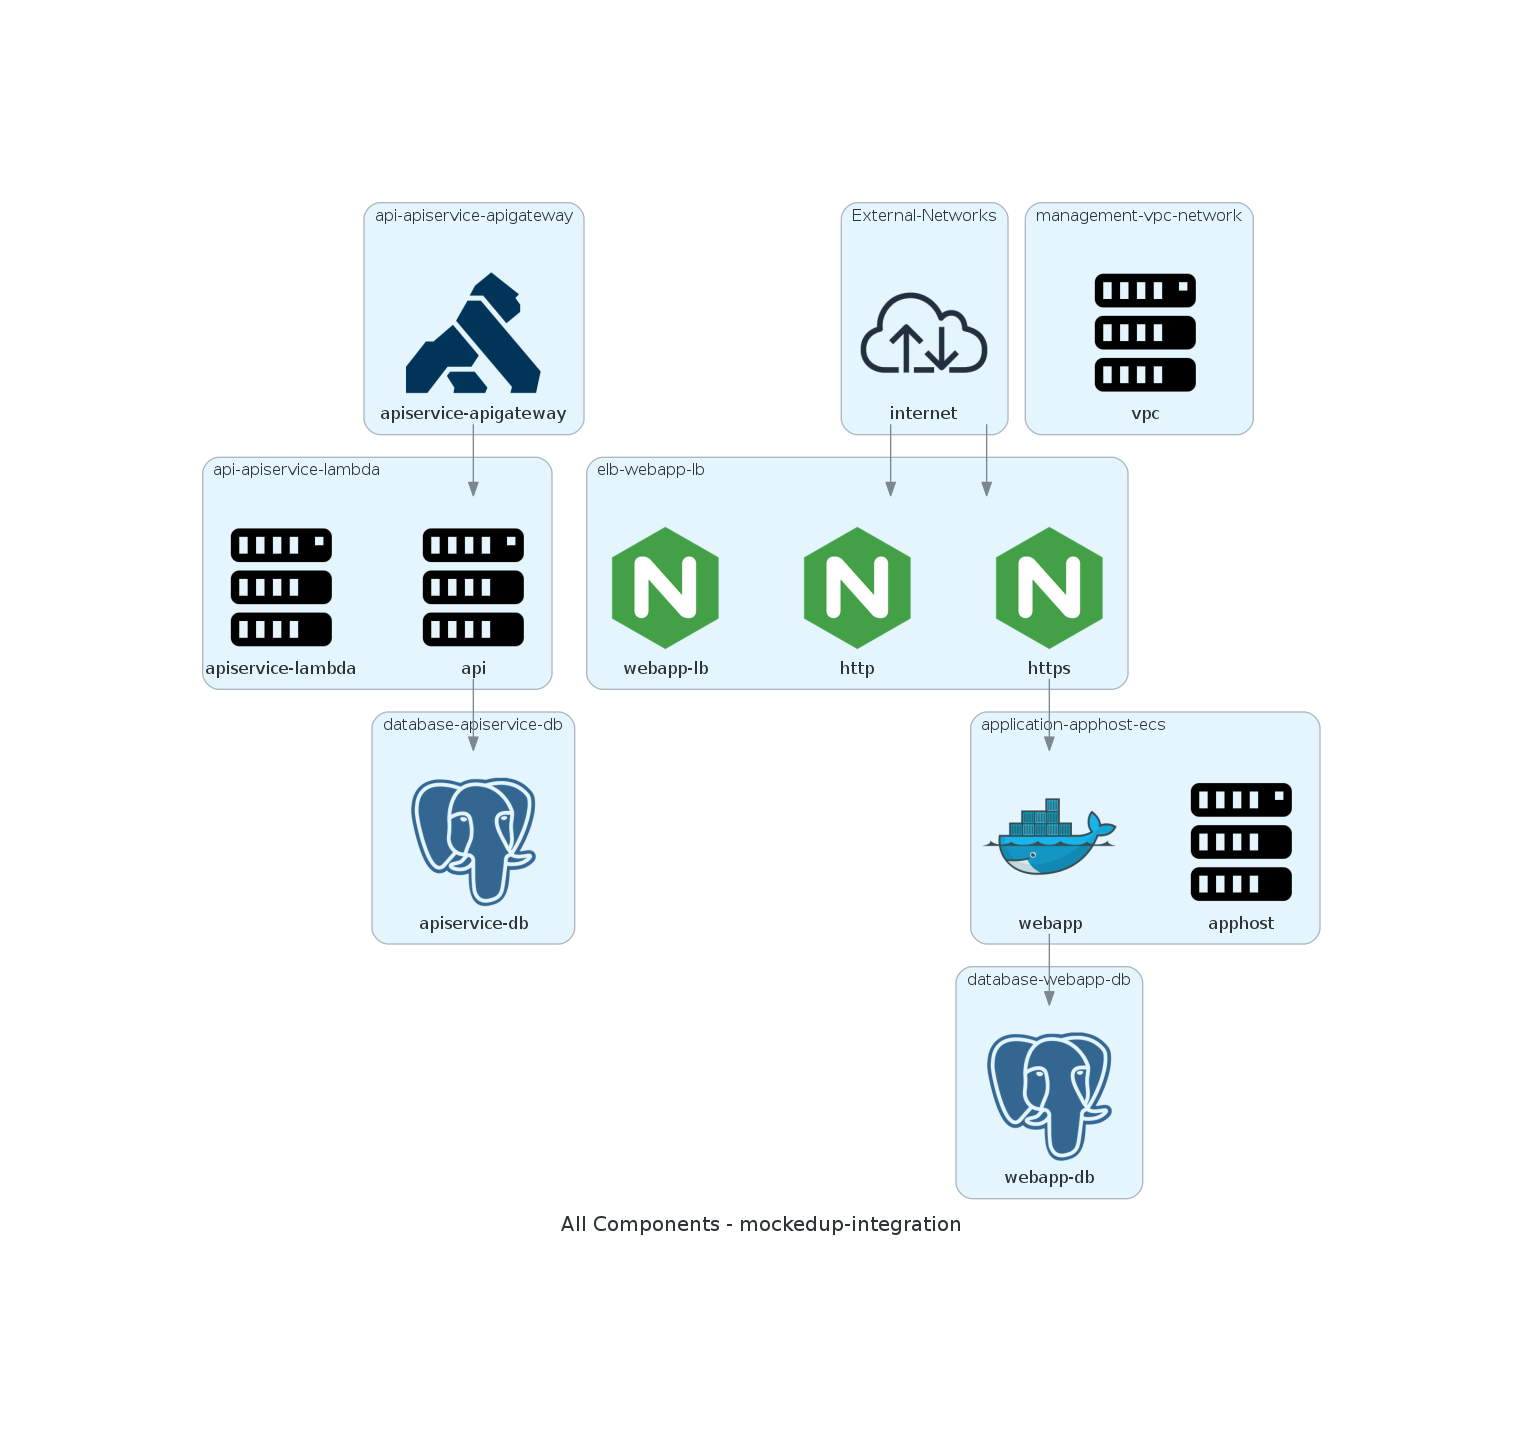 api-apiservice-apigateway
External-Networks
management-vpc-network
apiservice-apigateway
internet
vpc
api-apiservice-lambda
elb-webapp-lb
apiservice-lambda
api
webapp-lb
http
https
database-apiservice-db
application-apphost-ecs
apiservice-db
webapp
apphost
database-webapp-db
webapp-db
All Components - mockedup-integration